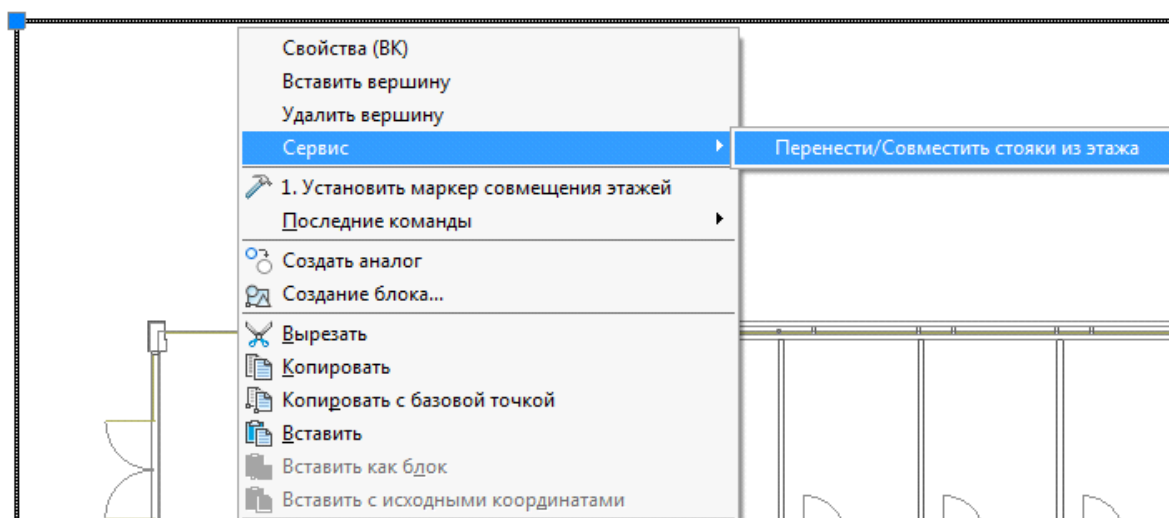 Свойства (ВК)
Вставить вершину
Удалить вершину
Сервис
Перенести/Совместить стояки из этажа
1. Установить маркер совмещения этажей
Последние команды
Создать аналог
Создание блока...
Вырезать
Копировать
Копировать с базовой точкой
Вставить
Вставить как блок
Вставить с исходными координатами